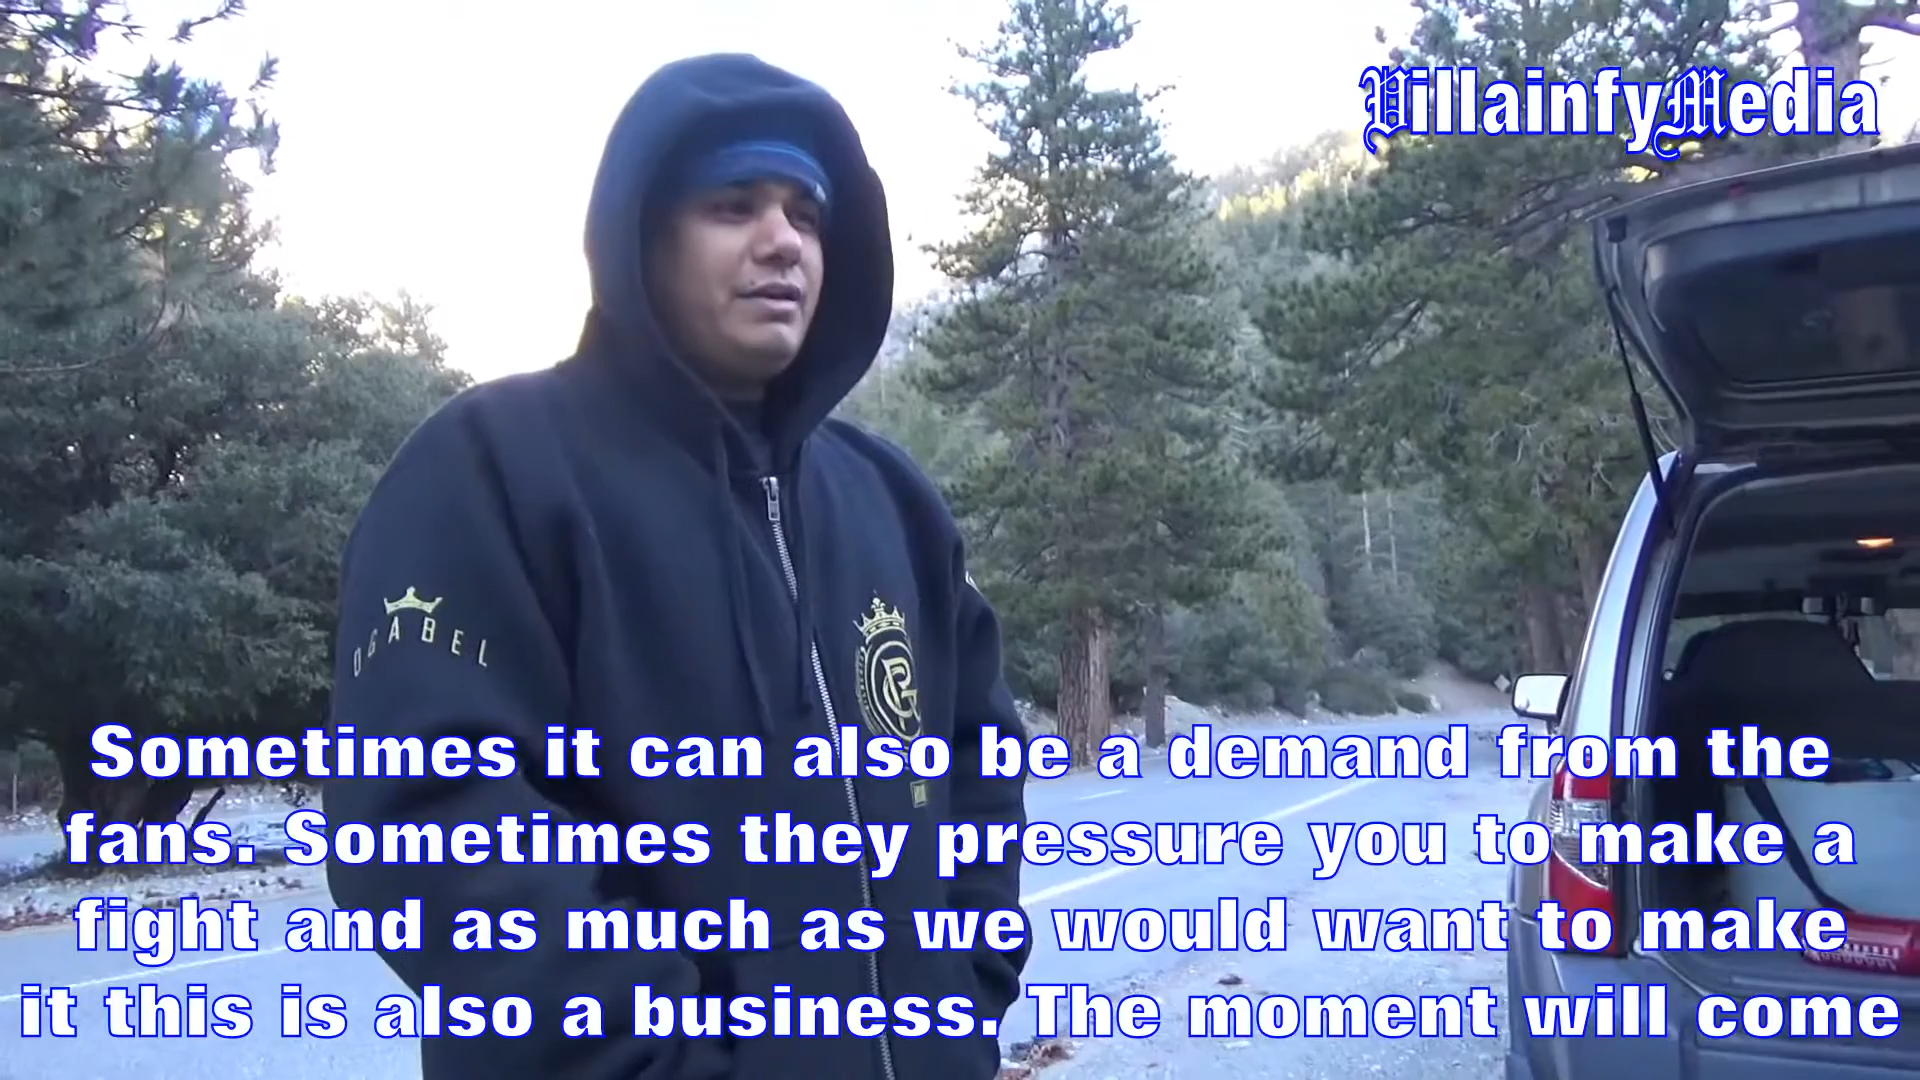 VillainfyMedia
OGABEL
Sometimes it can also be a demand from the
fans. Sometimes they pressure you to make a
fight and as much as we would want to make
it this is also a business. The moment will come